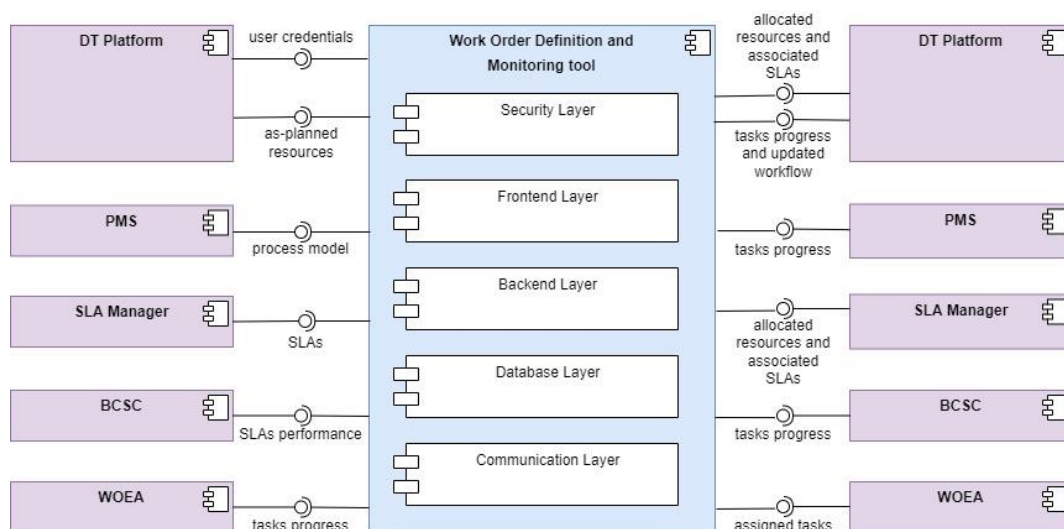 DT Platform
user credentials
as-planned
resources
PMS
process model
SLA Manager
SLAs
BCSC
SLAs performance
WOEA
tasks progress
Work Order Definition and
Monitoring tool
Security Layer
Frontend Layer
Backend Layer
Database Layer
Communication Layer
allocated
resources and
associated
SLAs
DT Platform
tasks progress
and updated
workflow
PMS
tasks progress
SLA Manager
allocated
resources and
associated
SLAs
BCSC
tasks progress
WOEA
assigned tasks